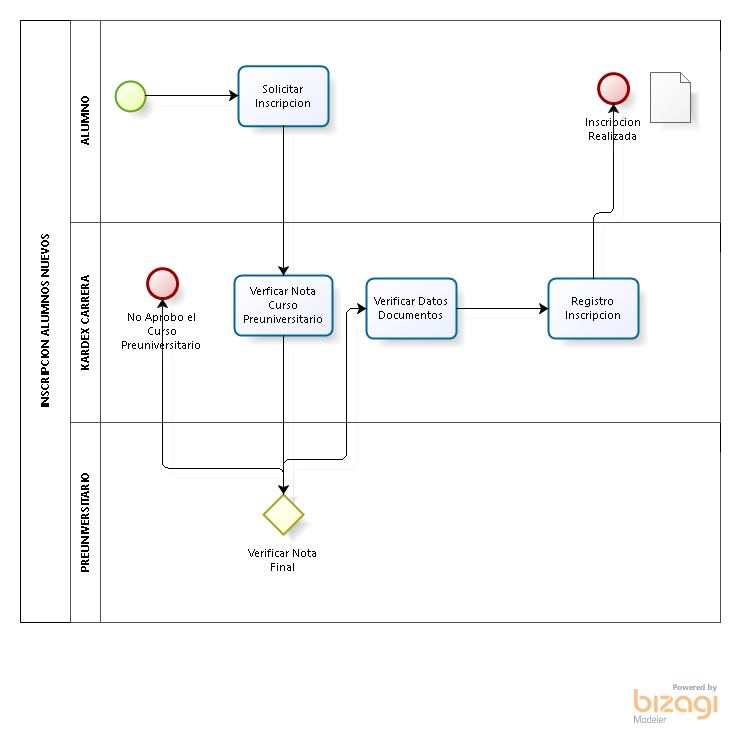 INSCRIPCION ALUMNOS NUEVOS
ALUMNO
Solicitar
Inscripcion
Inscripcion
Realizada
KARDEX CARRERA
No Aprobo el
Curso
Preuniversitario
Verficar Nota
Curso
Preuniversitario
Verificar Datos
Documentos
Registro
Inscripcion
PREUNIVERSITARIO
Verificar Nota
Final
Powered by
bizagi
Modeler